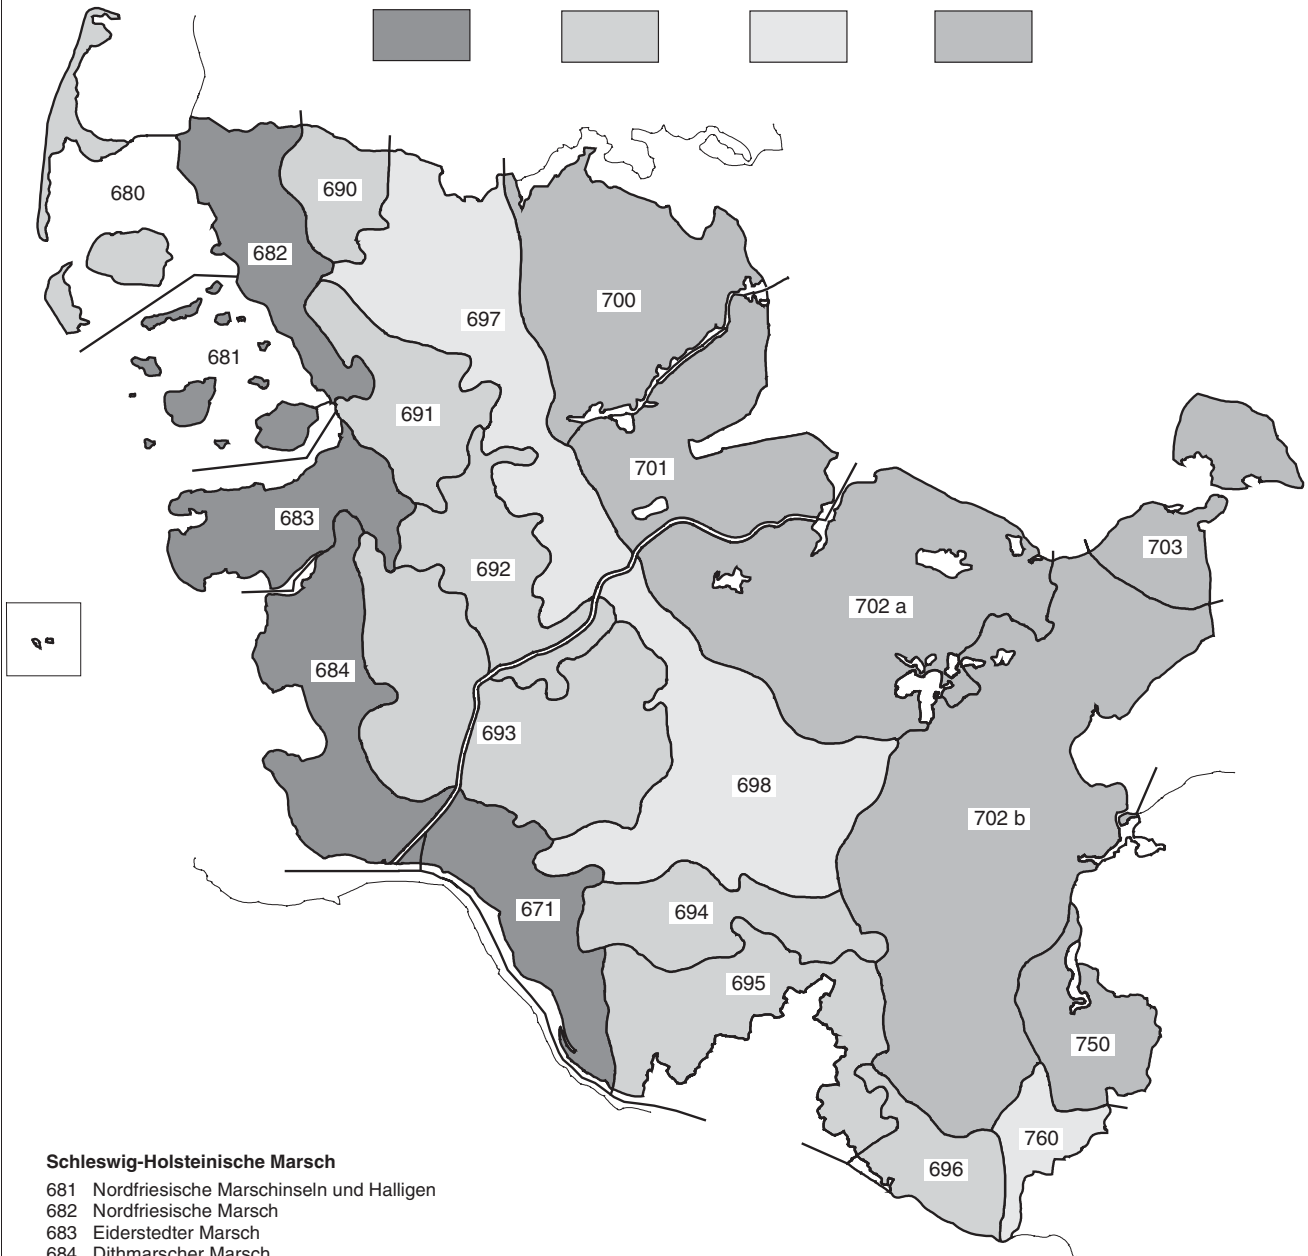 690
680
682
700
697
681
691
701
683
703
692
702 a
684
693
698
702 b
671
694
695
750
760
696
Schleswig-Holsteinische Marsch
681 Nordfriesische Marschinseln und Halligen
682 Nordfriesische Marsch
683 Eiderstedter Marsch
684 Dithmarscher Marsch